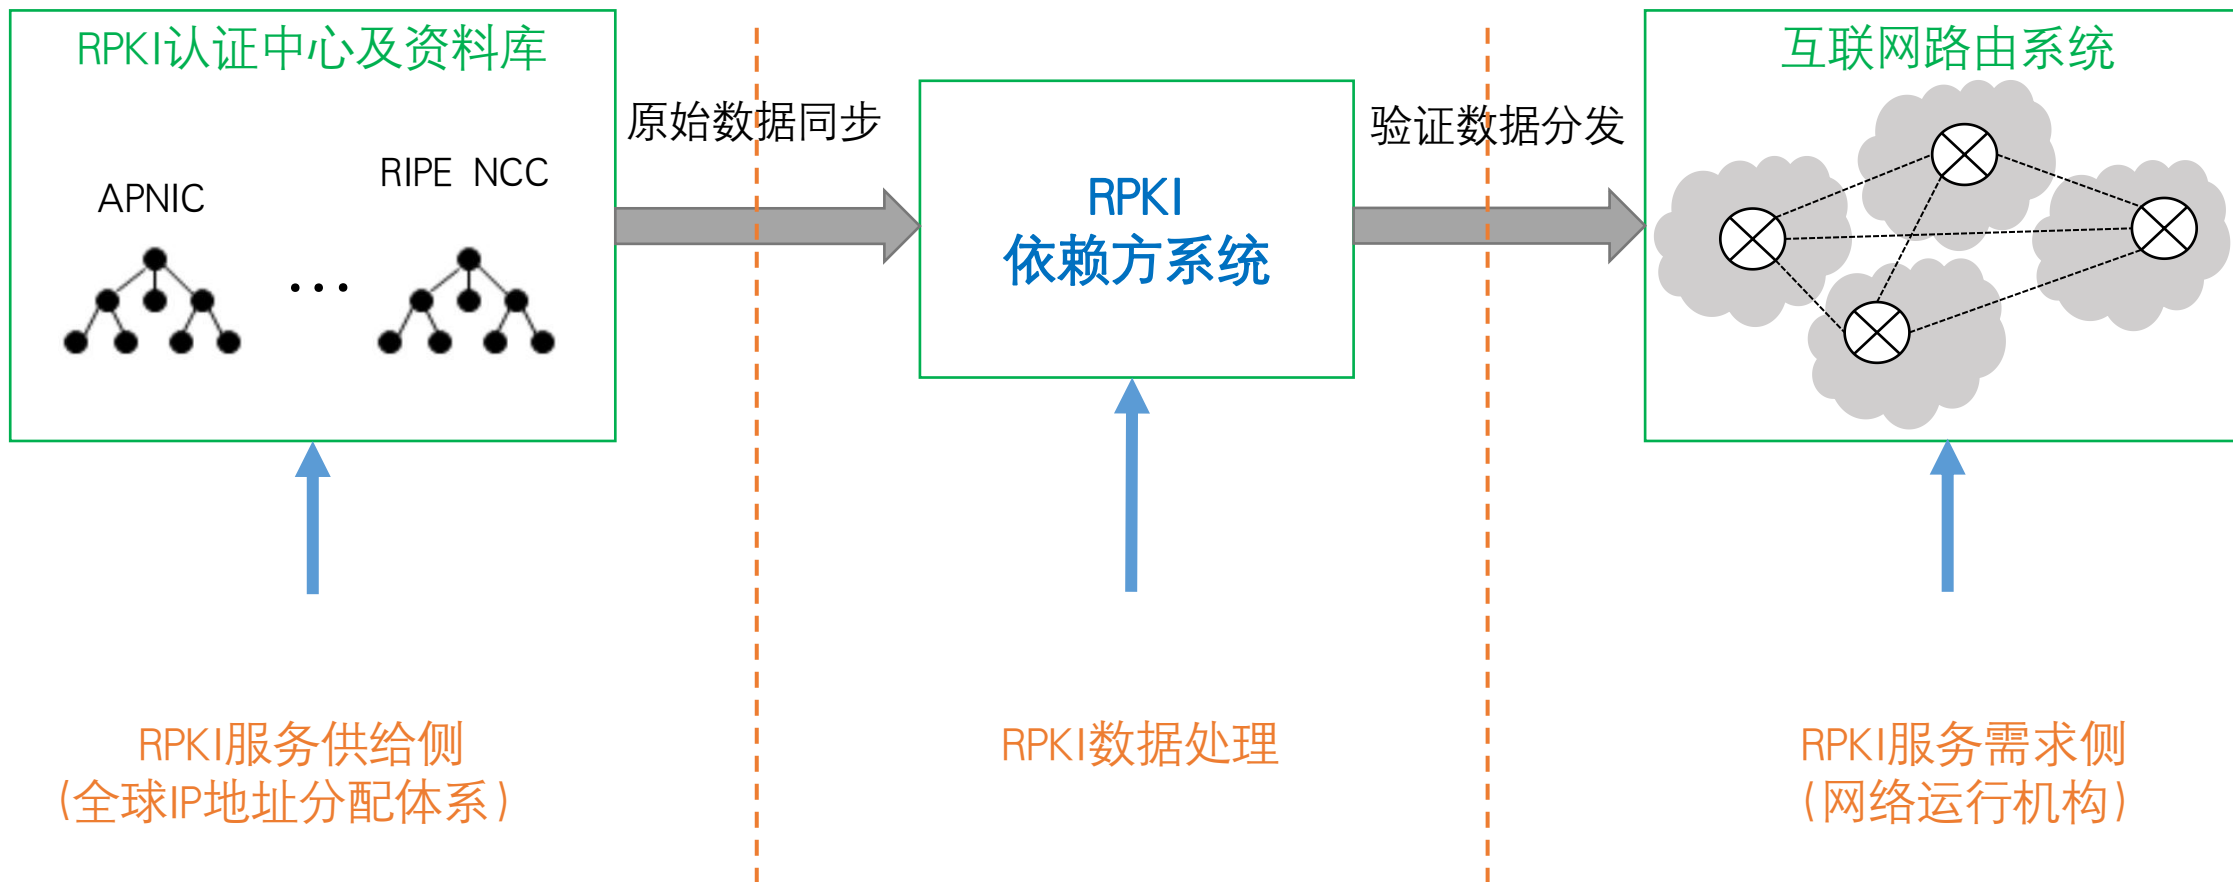 RPKI认证中心及资料库
互联网路由系统
原始数据同步
验证数据分发
APNIC
RIPE NCC
...
RPKI
依赖方系统
RPKI服务供给侧
(全球IP地址分配体系)
RPKI数据处理
RPKI服务需求侧
(网络运行机构)